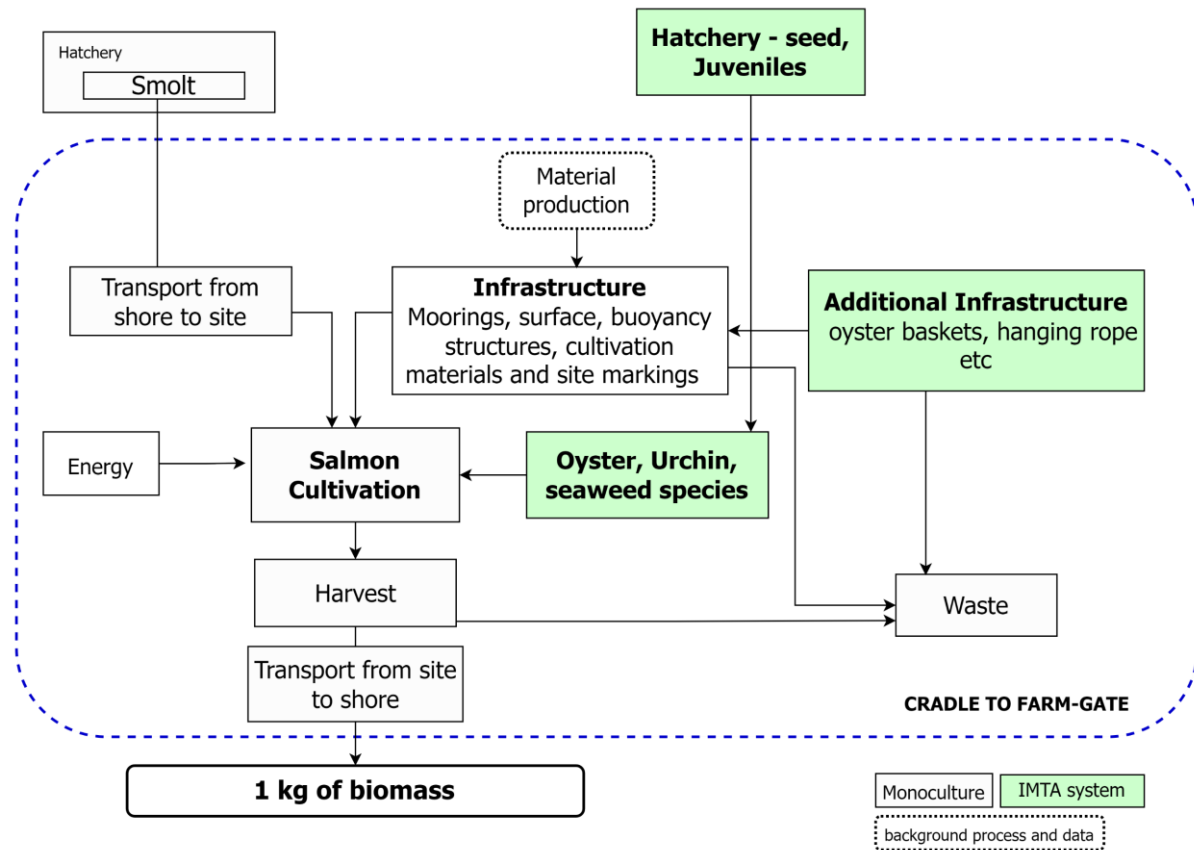 Hatchery
Smolt
Hatchery - seed,
Juveniles
Material
production
Transport from
shore to site
Infrastructure
Moorings, surface, buoyancy
structures, cultivation
materials and site markings
Additional Infrastructure
oyster baskets, hanging rope
etc
Energy
Salmon
Cultivation
Oyster, Urchin,
seaweed species
Harvest
Waste
Transport from site
to shore
CRADLE TO FARM-GATE
1 kg of biomass
Monoculture
IMTA system
background process and data